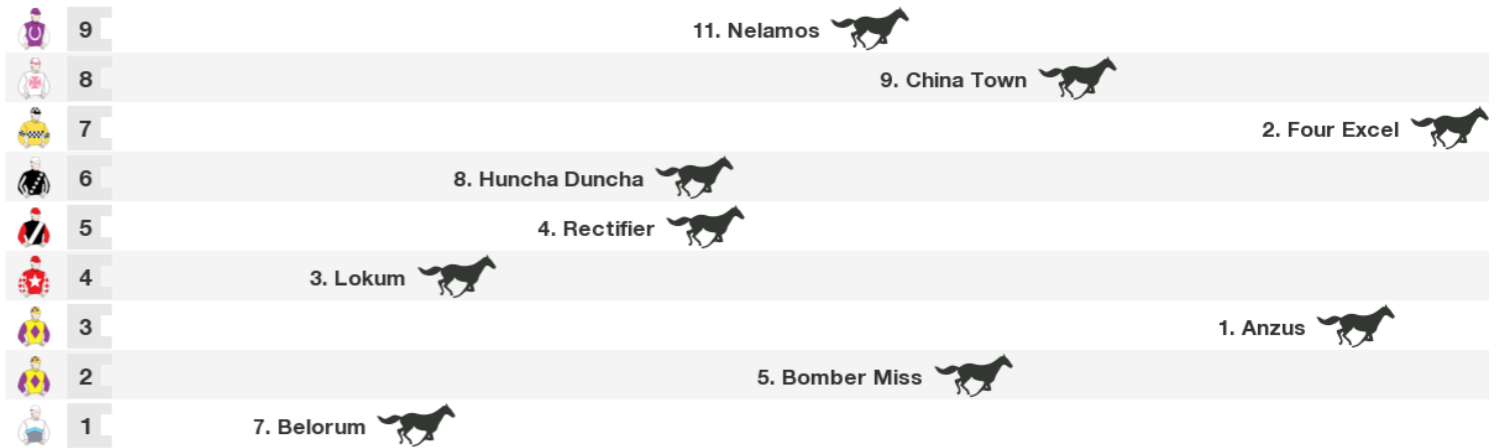 9 11. Nelamos
8 9. China Town
7 2. Four Excel
6 8. Huncha Duncha
5 4. Rectifier
4 3. Lokum
3 1. Anzus
2 5. Bomber Miss
1 7. Belorum